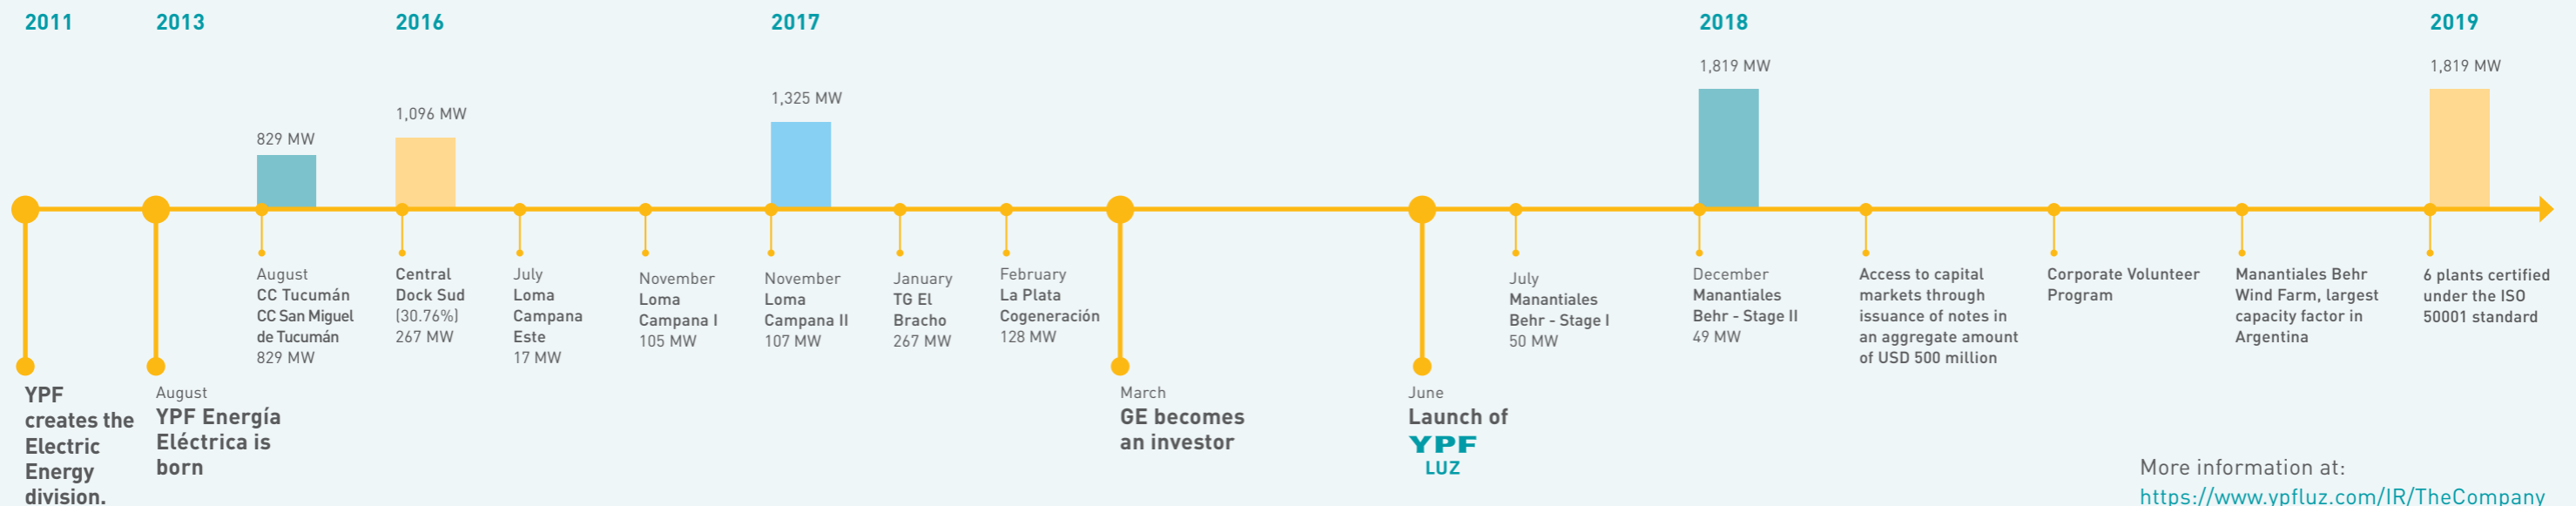 2011
2013
2016
2017
2018
2019
829 MW
1,096 MW
1,325 MW
1,819 MW
1,819 MW
YPF
creates the
Electric
Energy
division.
August
YPF Energía
Eléctrica is
born
August
CC Tucumán
CC San Miguel
de Tucumán
829 MW
Central
Dock Sud
(30.76%)
267 MW
July
Loma
Campana
Este
17 MW
November
Loma
Campana I
105 MW
November
Loma
Campana II
107 MW
January
TG El
Bracho
267 MW
February
La Plata
Cogeneración
128 MW
March
GE becomes
an investor
June
Launch of
YPF
LUZ
July
Manantiales
Behr - Stage I
50 MW
December
Manantiales
Behr - Stage II
49 MW
Access to capital
markets through
issuance of notes in
an aggregate amount
of USD 500 million
Corporate Volunteer
Program
Manantiales Behr
Wind Farm, largest
capacity factor in
Argentina
6 plants certified
under the ISO
50001 standard
More information at:
https://www.ypfluz.com/IR/TheCompany